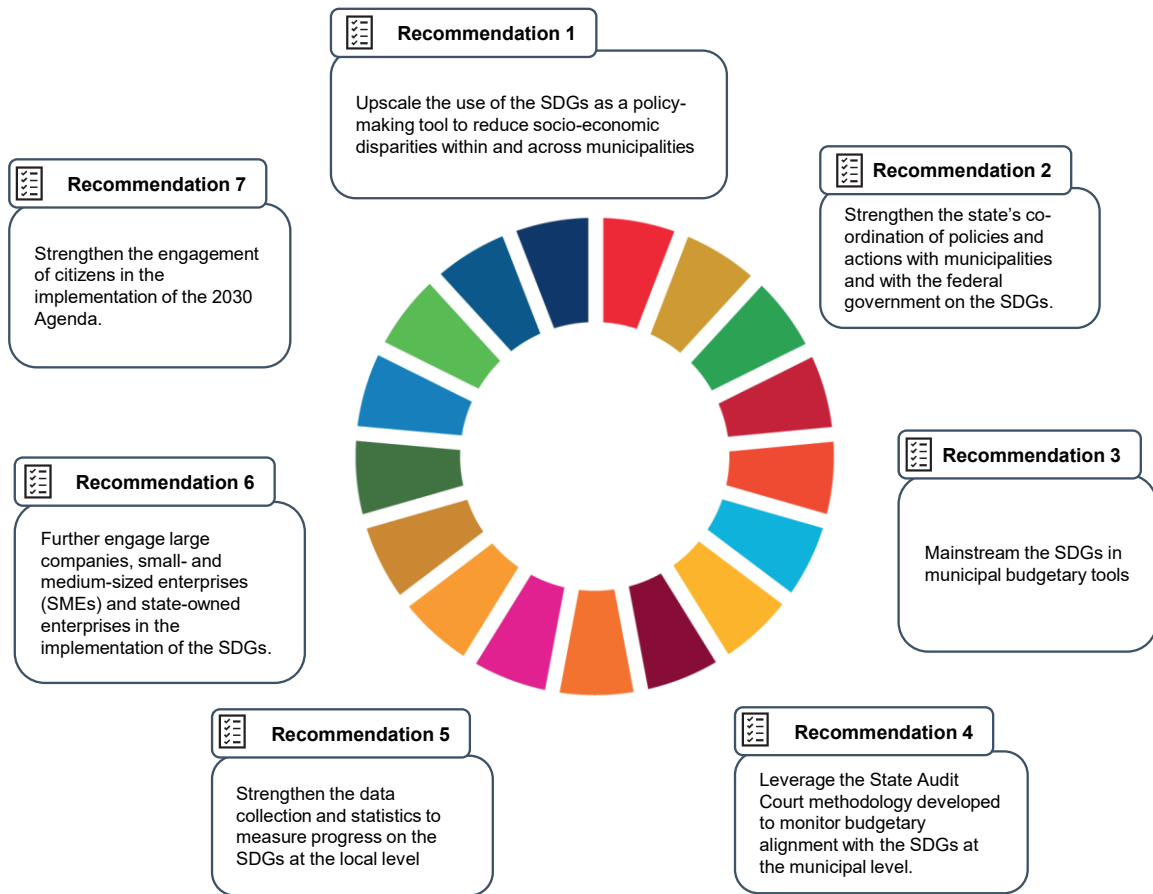 Recommendation 1
Upscale the use of the SDGs as a policy-
making tool to reduce socio-economic
disparities within and across municipalities
Recommendation 2
Strengthen the state’s co-
ordination of policies and
actions with municipalities
and with the federal
government on the SDGs.
Recommendation 3
Mainstream the SDGs in
municipal budgetary tools
Recommendation 4
Leverage the State Audit
Court methodology developed
to monitor budgetary
alignment with the SDGs at
the municipal level.
Recommendation 5
Strengthen the data
collection and statistics to
measure progress on the
SDGs at the local level
Recommendation 6
Further engage large
companies, small- and
medium-sized enterprises
(SMEs) and state-owned
enterprises in the
implementation of the SDGs.
Recommendation 7
Strengthen the engagement
of citizens in the
implementation of the 2030
Agenda.